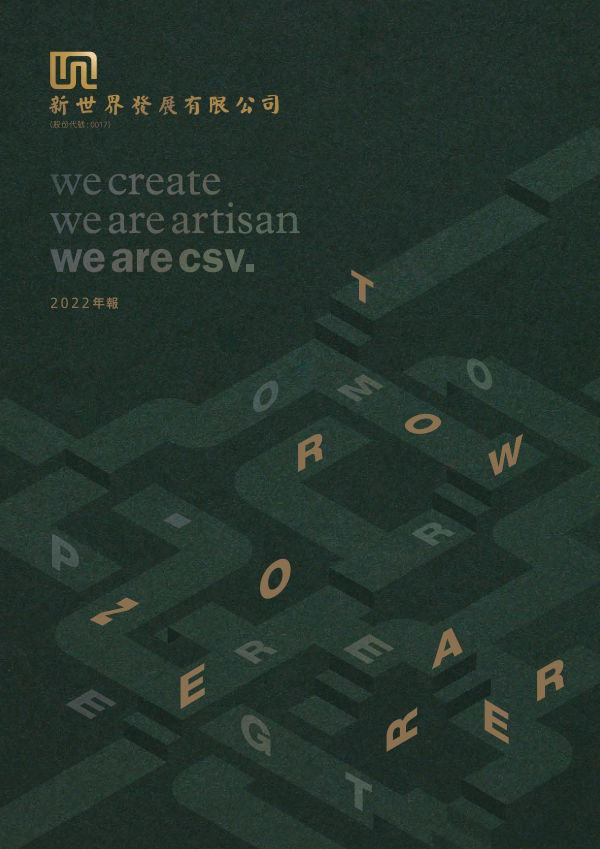 新世界發展有限公司
(股份代號:0017)
we create
we are artisan
we are csv.
2022年報
T
O M O
R O W
P . R
Z O
E R E A R
E G R E
T